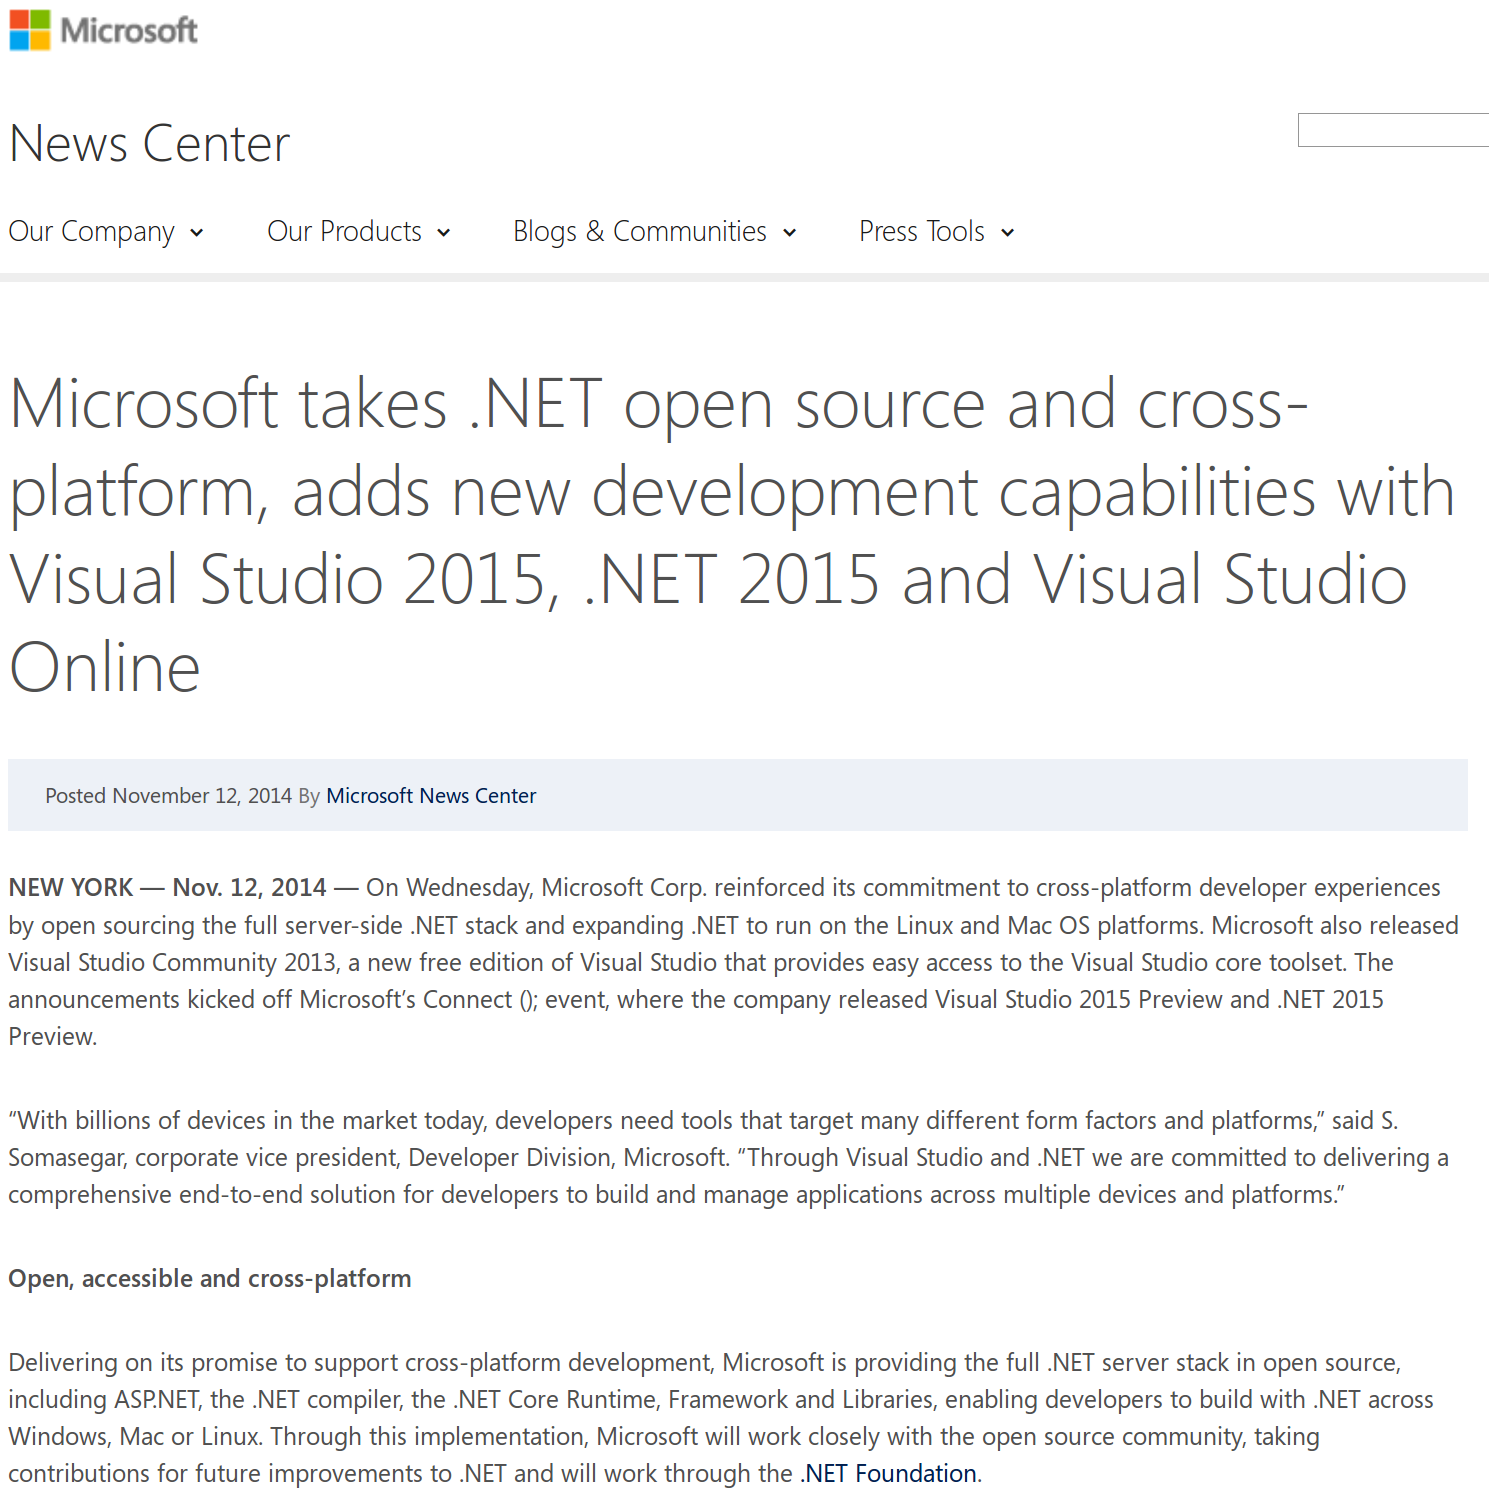 Microsoft
News Center
Our Company
Our Products
Blogs & Communities
Press Tools
Microsoft takes .NET open source and cross-
platform, adds new development capabilities with
Visual Studio 2015, .NET 2015 and Visual Studio
Online
Posted November 12, 2014 By Microsoft News Center
NEW YORK — Nov. 12, 2014 — On Wednesday, Microsoft Corp. reinforced its commitment to cross-platform developer experiences
by open sourcing the full server-side .NET stack and expanding .NET to run on the Linux and Mac OS platforms. Microsoft also released
Visual Studio Community 2013, a new free edition of Visual Studio that provides easy access to the Visual Studio core toolset. The
announcements kicked off Microsoft’s Connect (); event, where the company released Visual Studio 2015 Preview and .NET 2015
Preview.
“With billions of devices in the market today, developers need tools that target many different form factors and platforms,” said S.
Somasegar, corporate vice president, Developer Division, Microsoft. “Through Visual Studio and .NET we are committed to delivering a
comprehensive end-to-end solution for developers to build and manage applications across multiple devices and platforms.”
Open, accessible and cross-platform
Delivering on its promise to support cross-platform development, Microsoft is providing the full .NET server stack in open source,
including ASP.NET, the .NET compiler, the .NET Core Runtime, Framework and Libraries, enabling developers to build with .NET across
Windows, Mac or Linux. Through this implementation, Microsoft will work closely with the open source community, taking
contributions for future improvements to .NET and will work through the .NET Foundation.